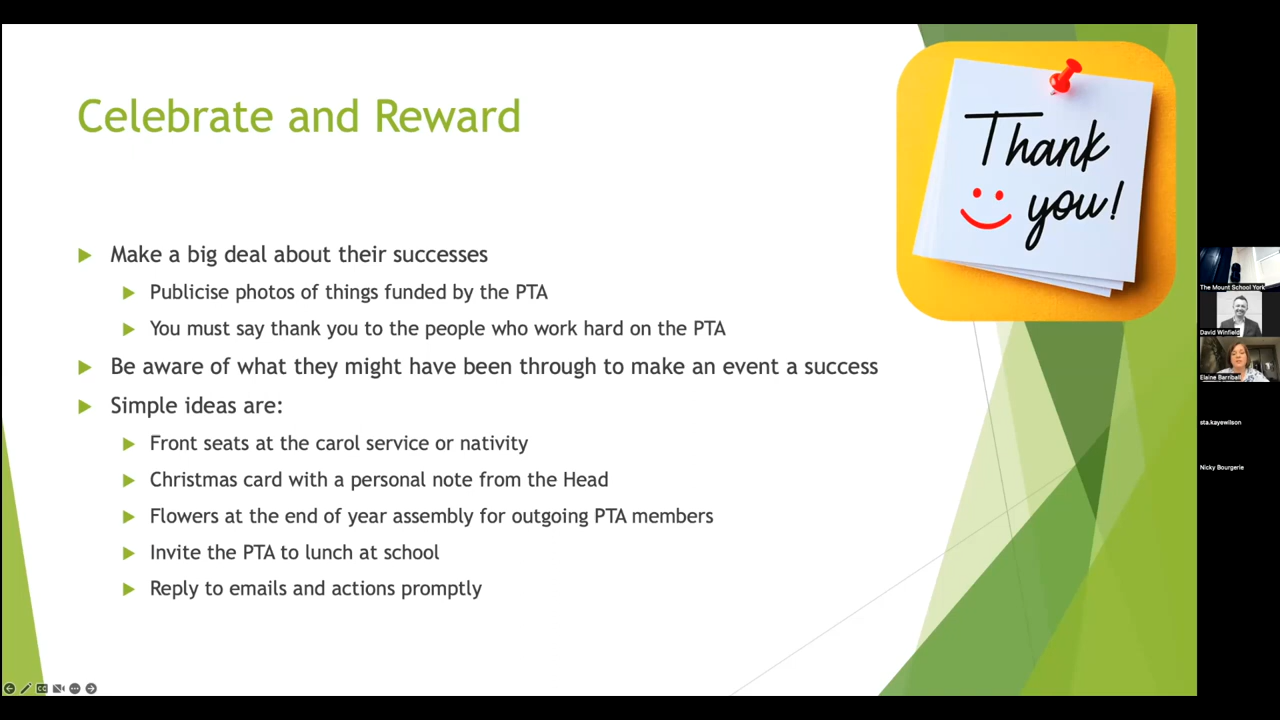 Celebrate and Reward
Thank
you!
Make a big deal about their successes
Publicise photos of things funded by the PTA
You must say thank you to the people who work hard on the PTA
Be aware of what they might have been through to make an event a success
Simple ideas are:
Front seats at the carol service or nativity
Christmas card with a personal note from the Head
Flowers at the end of year assembly for outgoing PTA members
Invite the PTA to lunch at school
Reply to emails and actions promptly
The Mount School York
David Winfield
Elaine Barriball
sta.kayewilson
Nicky Bourgerie
CC